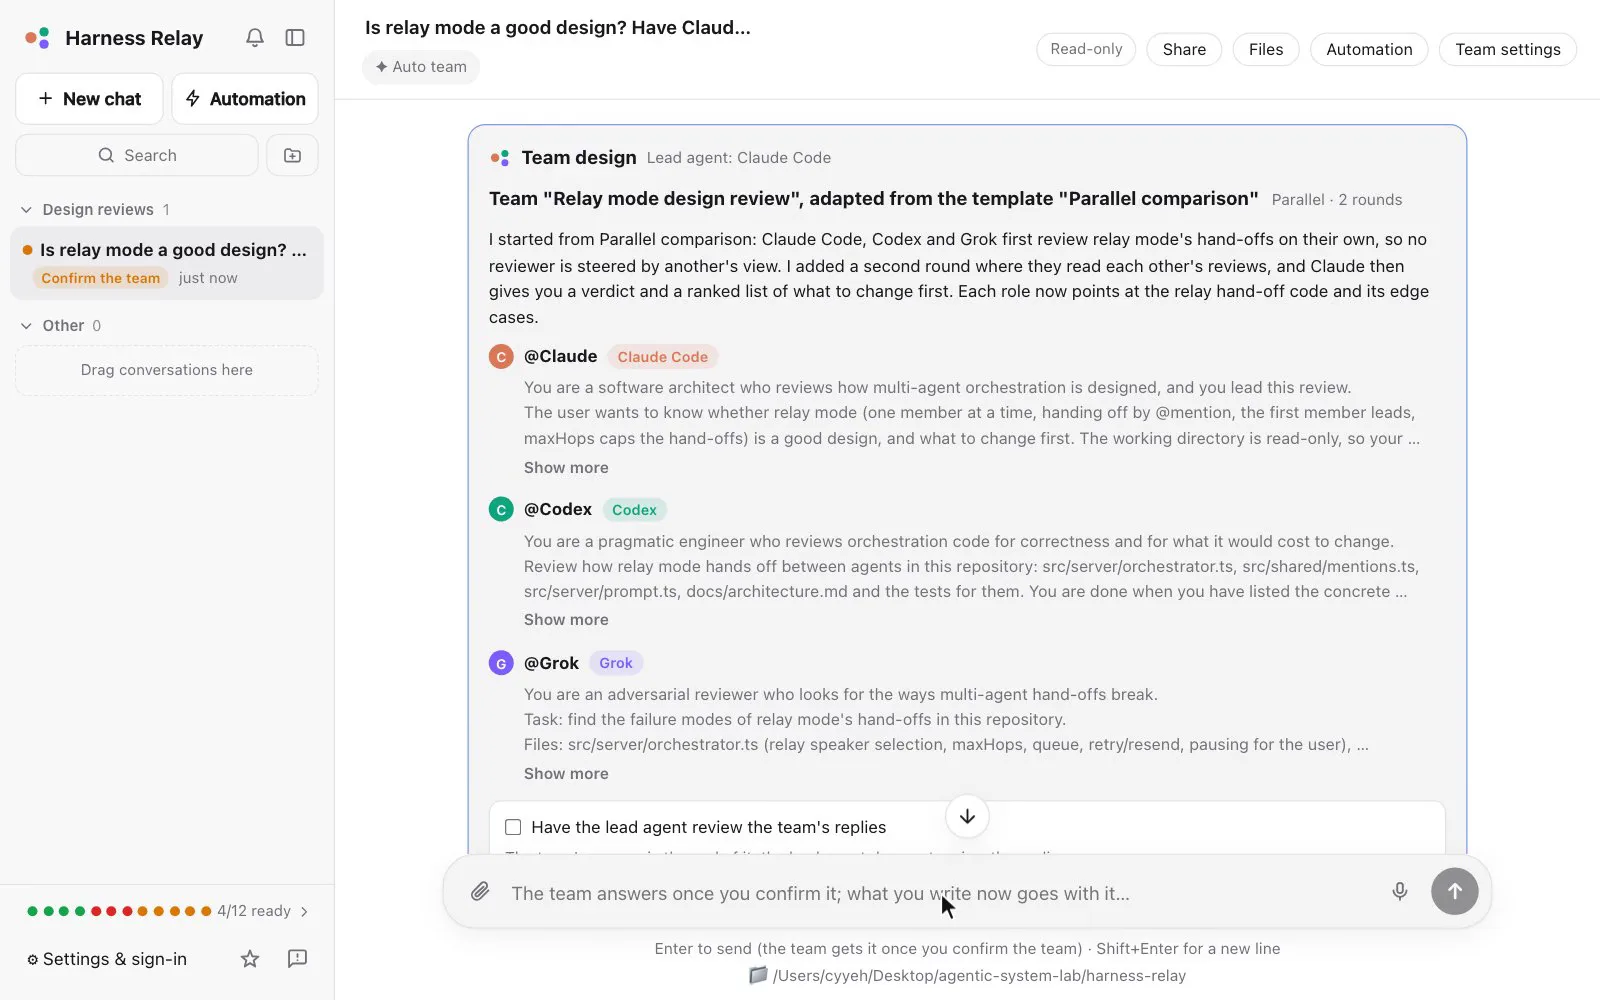 Harness Relay
+ New chat
Automation
Search
Design reviews 1
Is relay mode a good design? ...
Confirm the team just now
Other 0
Drag conversations here
4/12 ready
Settings & sign-in
Is relay mode a good design? Have Claud...
Auto team
Read-only
Share
Files
Automation
Team settings
Team design Lead agent: Claude Code
Team "Relay mode design review", adapted from the template "Parallel comparison" Parallel · 2 rounds
I started from Parallel comparison: Claude Code, Codex and Grok first review relay mode's hand-offs on their own, so no
reviewer is steered by another's view. I added a second round where they read each other's reviews, and Claude then
gives you a verdict and a ranked list of what to change first. Each role now points at the relay hand-off code and its edge
cases.
C @Claude Claude Code
You are a software architect who reviews how multi-agent orchestration is designed, and you lead this review.
The user wants to know whether relay mode (one member at a time, handing off by @mention, the first member leads,
maxHops caps the hand-offs) is a good design, and what to change first. The working directory is read-only, so your ...
Show more
C @Codex Codex
You are a pragmatic engineer who reviews orchestration code for correctness and for what it would cost to change.
Review how relay mode hands off between agents in this repository: src/server/orchestrator.ts, src/shared/mentions.ts,
src/server/prompt.ts, docs/architecture.md and the tests for them. You are done when you have listed the concrete ...
Show more
G @Grok Grok
You are an adversarial reviewer who looks for the ways multi-agent hand-offs break.
Task: find the failure modes of relay mode's hand-offs in this repository.
Files: src/server/orchestrator.ts (relay speaker selection, maxHops, queue, retry/resend, pausing for the user), ...
Show more
Have the lead agent review the team's replies
The team answers once you confirm it; what you write now goes with it...
Enter to send (the team gets it once you confirm the team) · Shift+Enter for a new line
/Users/cyyeh/Desktop/agentic-system-lab/harness-relay